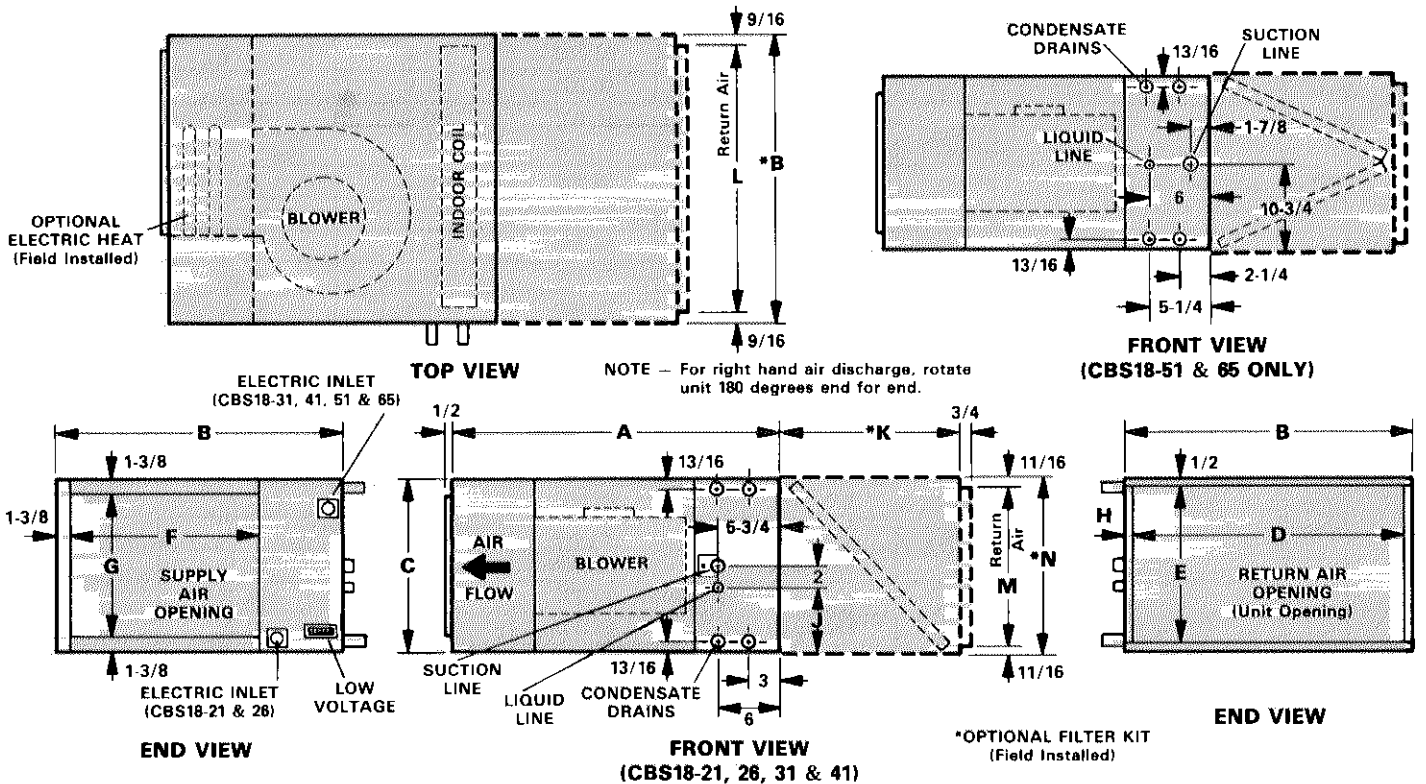 9/16
Return Air
L
*B
INDOOR COIL
BLOWER
OPTIONAL
ELECTRIC HEAT
(Field Installed)
9/16
TOP VIEW
CONDENSATE
DRAINS
13/16
SUCTION
LINE
1-7/8
LIQUID
LINE
6
10-3/4
13/16
2-1/4
5-1/4
FRONT VIEW
(CBS18-51 & 65 ONLY)
NOTE — For right hand air discharge, rotate
unit 180 degrees end for end.
ELECTRIC INLET
(CBS18-31, 41, 51 & 65)
B
1-3/8
1-3/8
F
G
SUPPLY
AIR
OPENING
1-3/8
ELECTRIC INLET
(CBS18-21 & 26)
LOW
VOLTAGE
END VIEW
1/2
A
*K
3/4
13/16
11/16
5-3/4
C
AIR
FLOW
BLOWER
2
J
Return
Air
M
*N
SUCTION
LINE
LIQUID
LINE
13/16
CONDENSATE
DRAINS
3
6
11/16
FRONT VIEW
(CBS18-21, 26, 31 & 41)
*OPTIONAL FILTER KIT
(Field Installed)
B
1/2
H
D
E
RETURN AIR
OPENING
(Unit Opening)
END VIEW